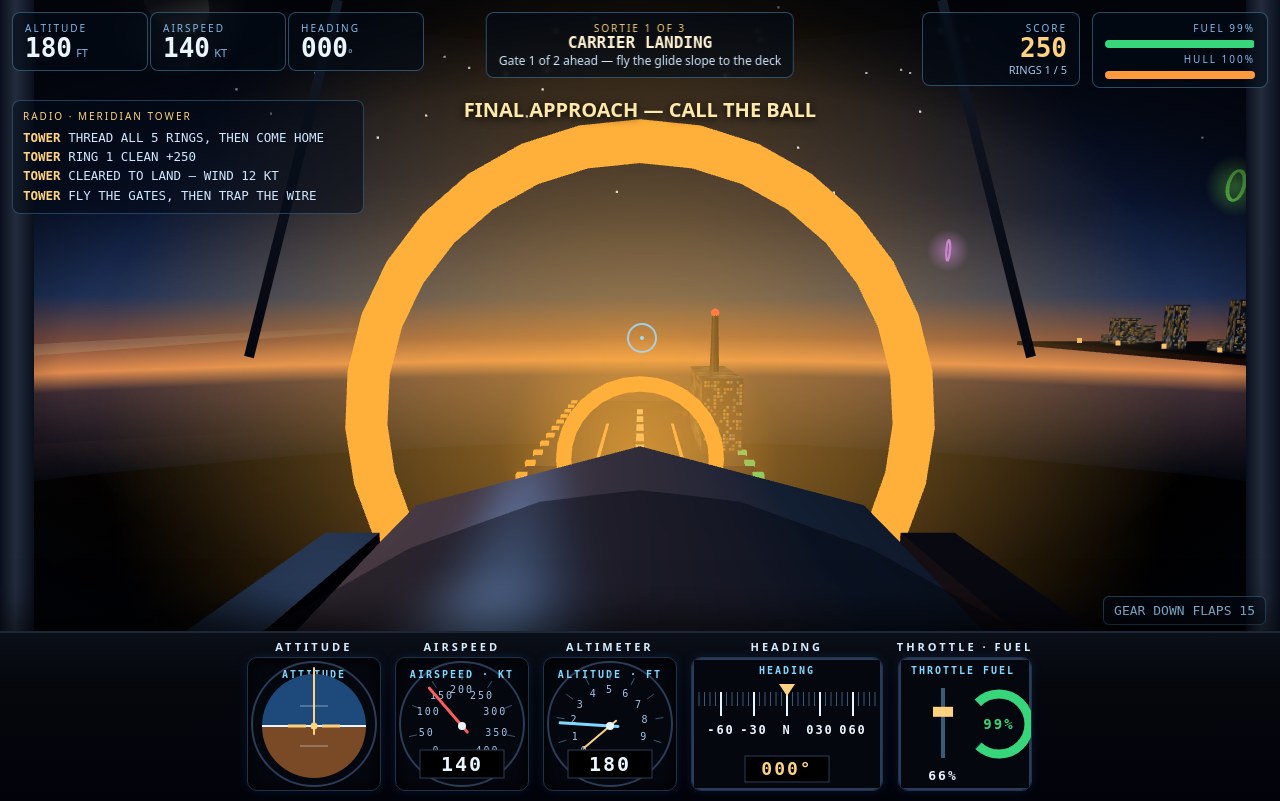 ALTITUDE
180 FT
AIRSPEED
140 KT
HEADING
000°
SORTIE 1 OF 3
CARRIER LANDING
Gate 1 of 2 ahead — fly the glide slope to the deck
SCORE
250
RINGS 1 / 5
FUEL 99%
HULL 100%
RADIO · MERIDIAN TOWER
TOWER THREAD ALL 5 RINGS, THEN COME HOME
TOWER RING 1 CLEAN +250
TOWER CLEARED TO LAND — WIND 12 KT
TOWER FLY THE GATES, THEN TRAP THE WIRE
FINAL APPROACH — CALL THE BALL
GEAR DOWN FLAPS 15
ATTITUDE
ATTITUDE
AIRSPEED
AIRSPEED · KT
0 50 100 150 200 250 300 350 400
140
ALTIMETER
ALTITUDE · FT
0 1 2 3 4 5 6 7 8 9
180
HEADING
HEADING
-60 -30 N 030 060
000°
THROTTLE · FUEL
THROTTLE FUEL
99%
66%